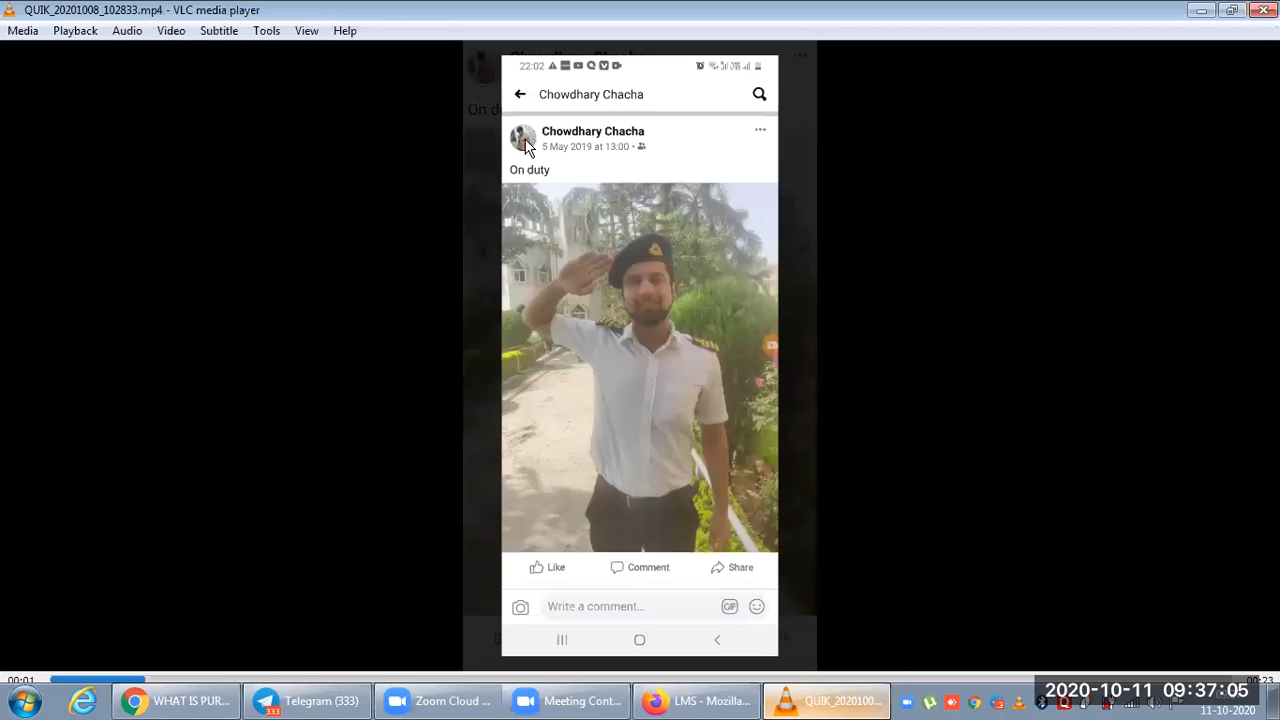 QUIK_20201008_102833.mp4 - VLC media player
Media Playback Audio Video Subtitle Tools View Help
22:02
Chowdhary Chacha
Chowdhary Chacha
5 May 2019 at 13:00
On duty
Like Comment Share
Write a comment... GIF
00:01 00:23
WHAT IS PUR... Telegram (333) Zoom Cloud ... Meeting Cont... LMS - Mozilla... QUIK_2020100...
333
2020-10-11 09:37:05
11-10-2020